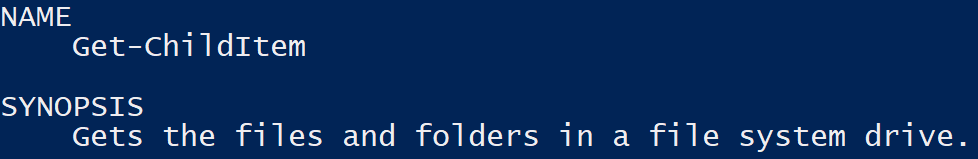 NAME
Get-ChildItem
SYNOPSIS
Gets the files and folders in a file system drive.